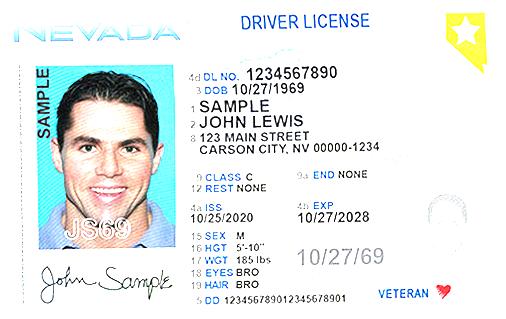 NEVADA
DRIVER LICENSE
4d DL NO. 1234567890
3 DOB 10/27/1969
1 SAMPLE
2 JOHN LEWIS
8 123 MAIN STREET
CARSON CITY, NV 00000-1234
9 CLASS C 9a END NONE
12 REST NONE
4a ISS 4b EXP
10/25/2020 10/27/2028
15 SEX M
16 HGT 5'-10"
17 WGT 185 lbs
18 EYES BRO
19 HAIR BRO
5 DD 12345678901234567890​1
10/27/69
VETERAN
SAMPLE
JS69
John Sample